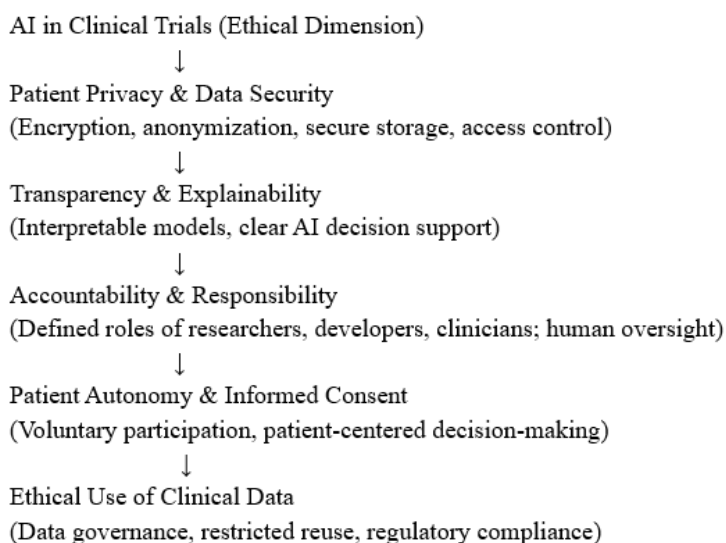 AI in Clinical Trials (Ethical Dimension)
↓
Patient Privacy & Data Security
(Encryption, anonymization, secure storage, access control)
↓
Transparency & Explainability
(Interpretable models, clear AI decision support)
↓
Accountability & Responsibility
(Defined roles of researchers, developers, clinicians; human oversight)
↓
Patient Autonomy & Informed Consent
(Voluntary participation, patient-centered decision-making)
↓
Ethical Use of Clinical Data
(Data governance, restricted reuse, regulatory compliance)